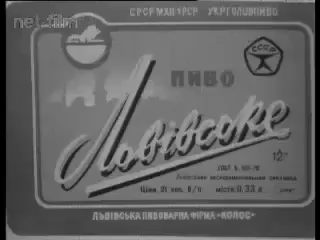 net-film
СРСР МХП УРСР УКРГОЛОВПИВО
СССР
ПИВО
Львівське
12%
Ціна 31 коп. б/п місткість 0,33 л
ЛЬВІВСЬКА ПИВОВАРНА ФІРМА «КОЛОС»